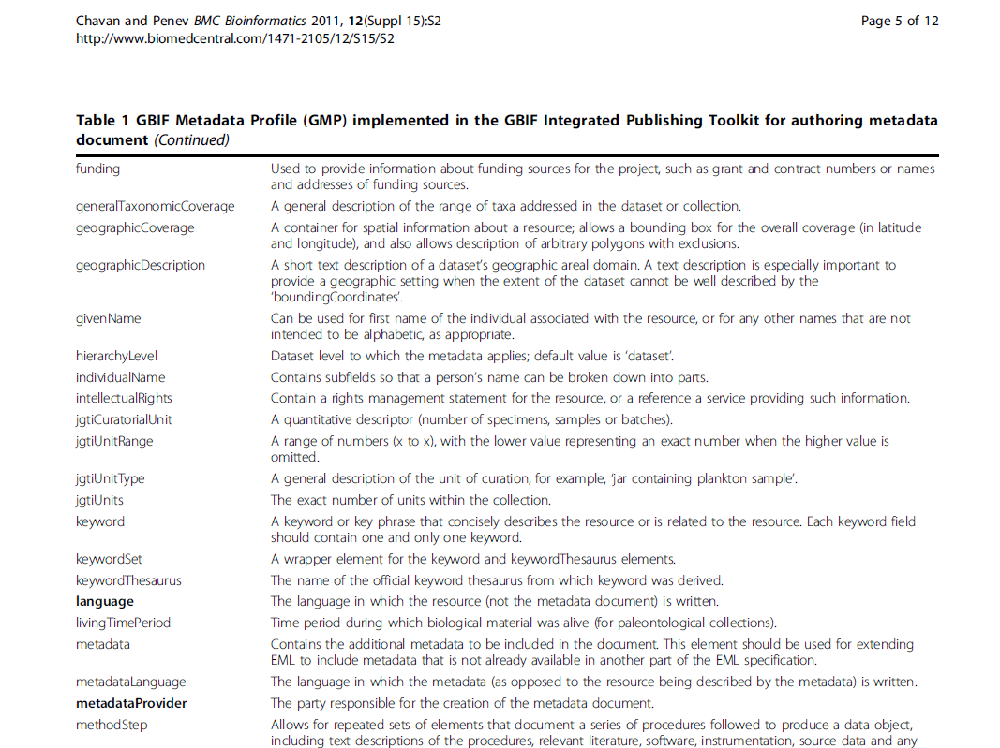 Chavan and Penev BMC Bioinformatics 2011, 12(Suppl 15):S2
Page 5 of 12
http://www.biomedcentral.com/1471-2105/12/S15/S2
Table 1 GBIF Metadata Profile (GMP) implemented in the GBIF Integrated Publishing Toolkit for authoring metadata
document (Continued)
funding Used to provide information about funding sources for the project, such as grant and contract numbers or names
and addresses of funding sources.
generalTaxonomicCoverage A general description of the range of taxa addressed in the dataset or collection.
geographicCoverage A container for spatial information about a resource; allows a bounding box for the overall coverage (in latitude
and longitude), and also allows description of arbitrary polygons with exclusions.
geographicDescription A short text description of a dataset’s geographic areal domain. A text description is especially important to
provide a geographic setting when the extent of the dataset cannot be well described by the
‘boundingCoordinates’.
givenName Can be used for first name of the individual associated with the resource, or for any other names that are not
intended to be alphabetic, as appropriate.
hierarchyLevel Dataset level to which the metadata applies; default value is ‘dataset’.
individualName Contains subfields so that a person’s name can be broken down into parts.
intellectualRights Contain a rights management statement for the resource, or a reference a service providing such information.
jgtiCuratorialUnit A quantitative descriptor (number of specimens, samples or batches).
jgtiUnitRange A range of numbers (x to x), with the lower value representing an exact number when the higher value is
omitted.
jgtiUnitType A general description of the unit of curation, for example, ‘jar containing plankton sample’.
jgtiUnits The exact number of units within the collection.
keyword A keyword or key phrase that concisely describes the resource or is related to the resource. Each keyword field
should contain one and only one keyword.
keywordSet A wrapper element for the keyword and keywordThesaurus elements.
keywordThesaurus The name of the official keyword thesaurus from which keyword was derived.
language The language in which the resource (not the metadata document) is written.
livingTimePeriod Time period during which biological material was alive (for paleontological collections).
metadata Contains the additional metadata to be included in the document. This element should be used for extending
EML to include metadata that is not already available in another part of the EML specification.
metadataLanguage The language in which the metadata (as opposed to the resource being described by the metadata) is written.
metadataProvider The party responsible for the creation of the metadata document.
methodStep Allows for repeated sets of elements that document a series of procedures followed to produce a data object,
including text descriptions of the procedures, relevant literature, software, instrumentation, source data and any